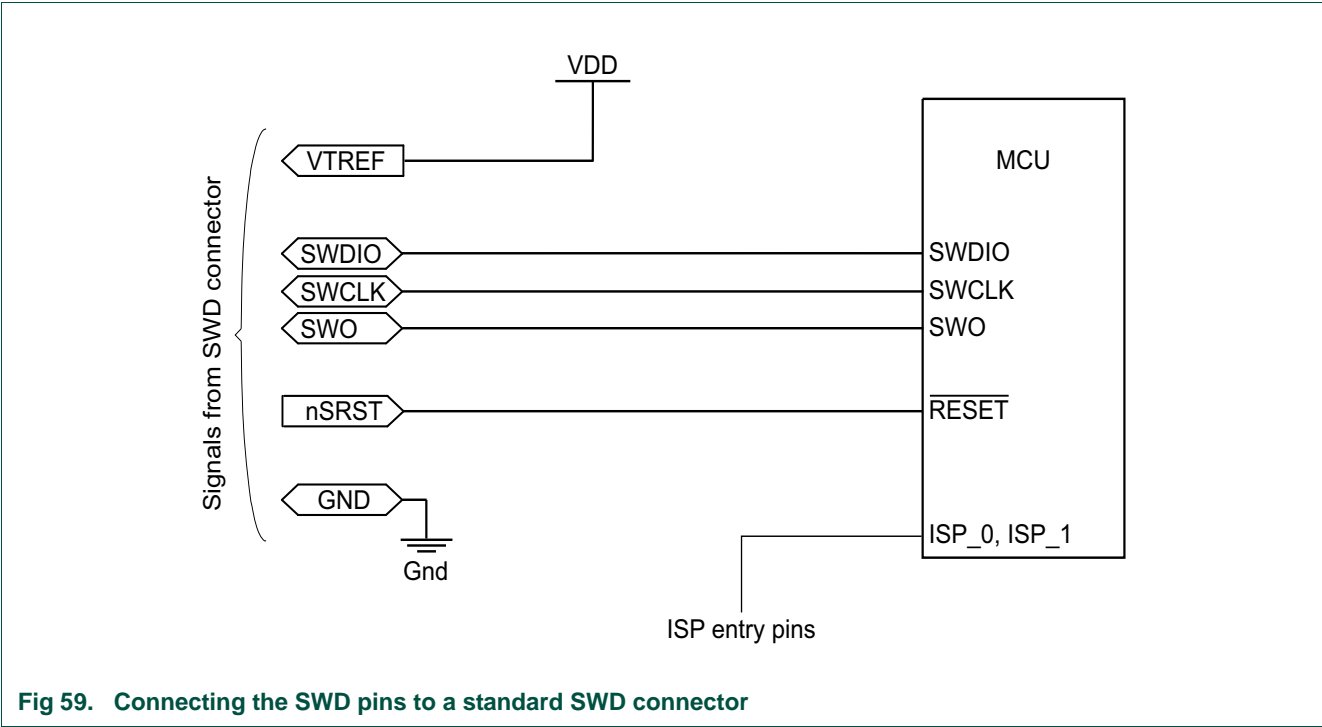 VDD
Signals from SWD connector
VTREF
MCU
SWDIO
SWDIO
SWCLK
SWCLK
SWO
SWO
nSRST
RESET
GND
ISP_0, ISP_1
Gnd
ISP entry pins
Fig 59. Connecting the SWD pins to a standard SWD connector